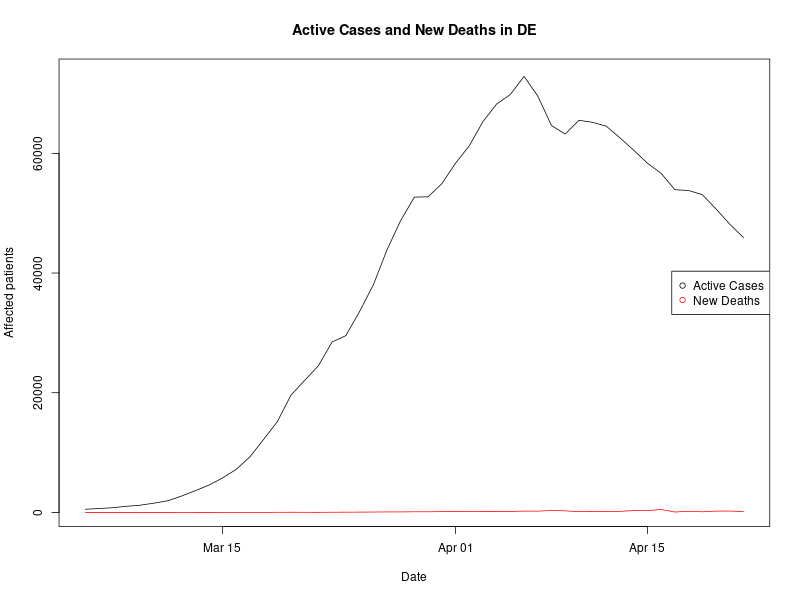 Active Cases and New Deaths in DE
Affected patients
60000
40000
20000
0
Active Cases
New Deaths
Mar 15
Apr 01
Apr 15
Date